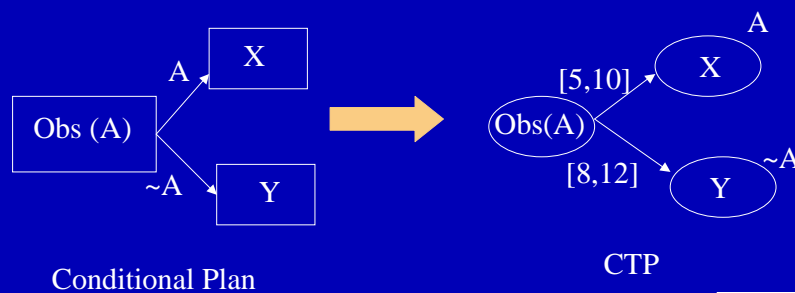 A
X
Obs (A)
~A
Y
Conditional Plan
A
X
[5,10]
Obs(A)
[8,12]
~A
Y
CTP